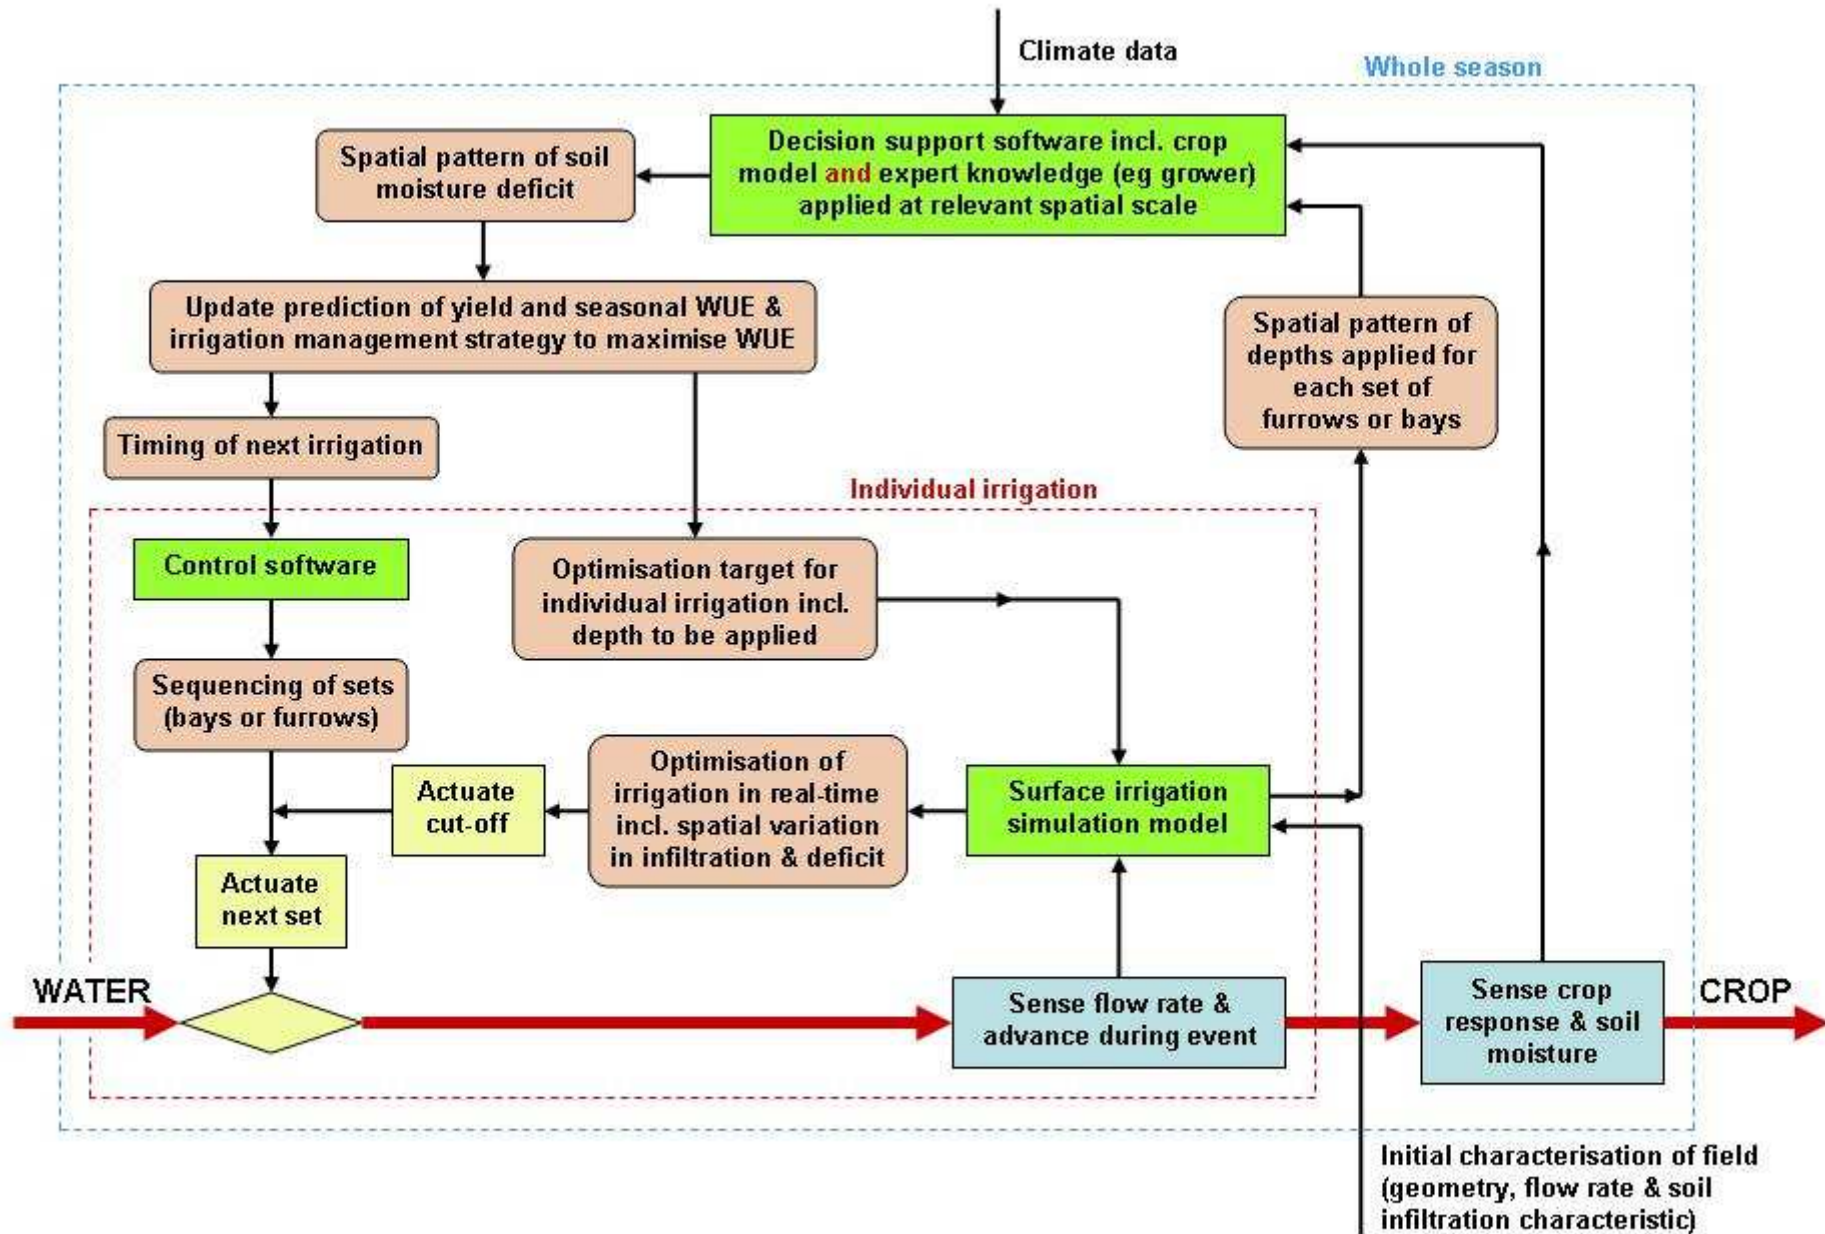 Climate data
Whole season
Decision support software incl. crop
model and expert knowledge (eg grower)
applied at relevant spatial scale
Spatial pattern of soil
moisture deficit
Update prediction of yield and seasonal WUE &
irrigation management strategy to maximise WUE
Spatial pattern of
depths applied for
each set of
furrows or bays
Timing of next irrigation
Individual irrigation
Control software
Optimisation target for
individual irrigation incl.
depth to be applied
Sequencing of sets
(bays or furrows)
Actuate
cut-off
Optimisation of
irrigation in real-time
incl. spatial variation
in infiltration & deficit
Surface irrigation
simulation model
Actuate
next set
WATER
Sense flow rate &
advance during event
Sense crop
response & soil
moisture
CROP
Initial characterisation of field
(geometry, flow rate & soil
infiltration characteristic)